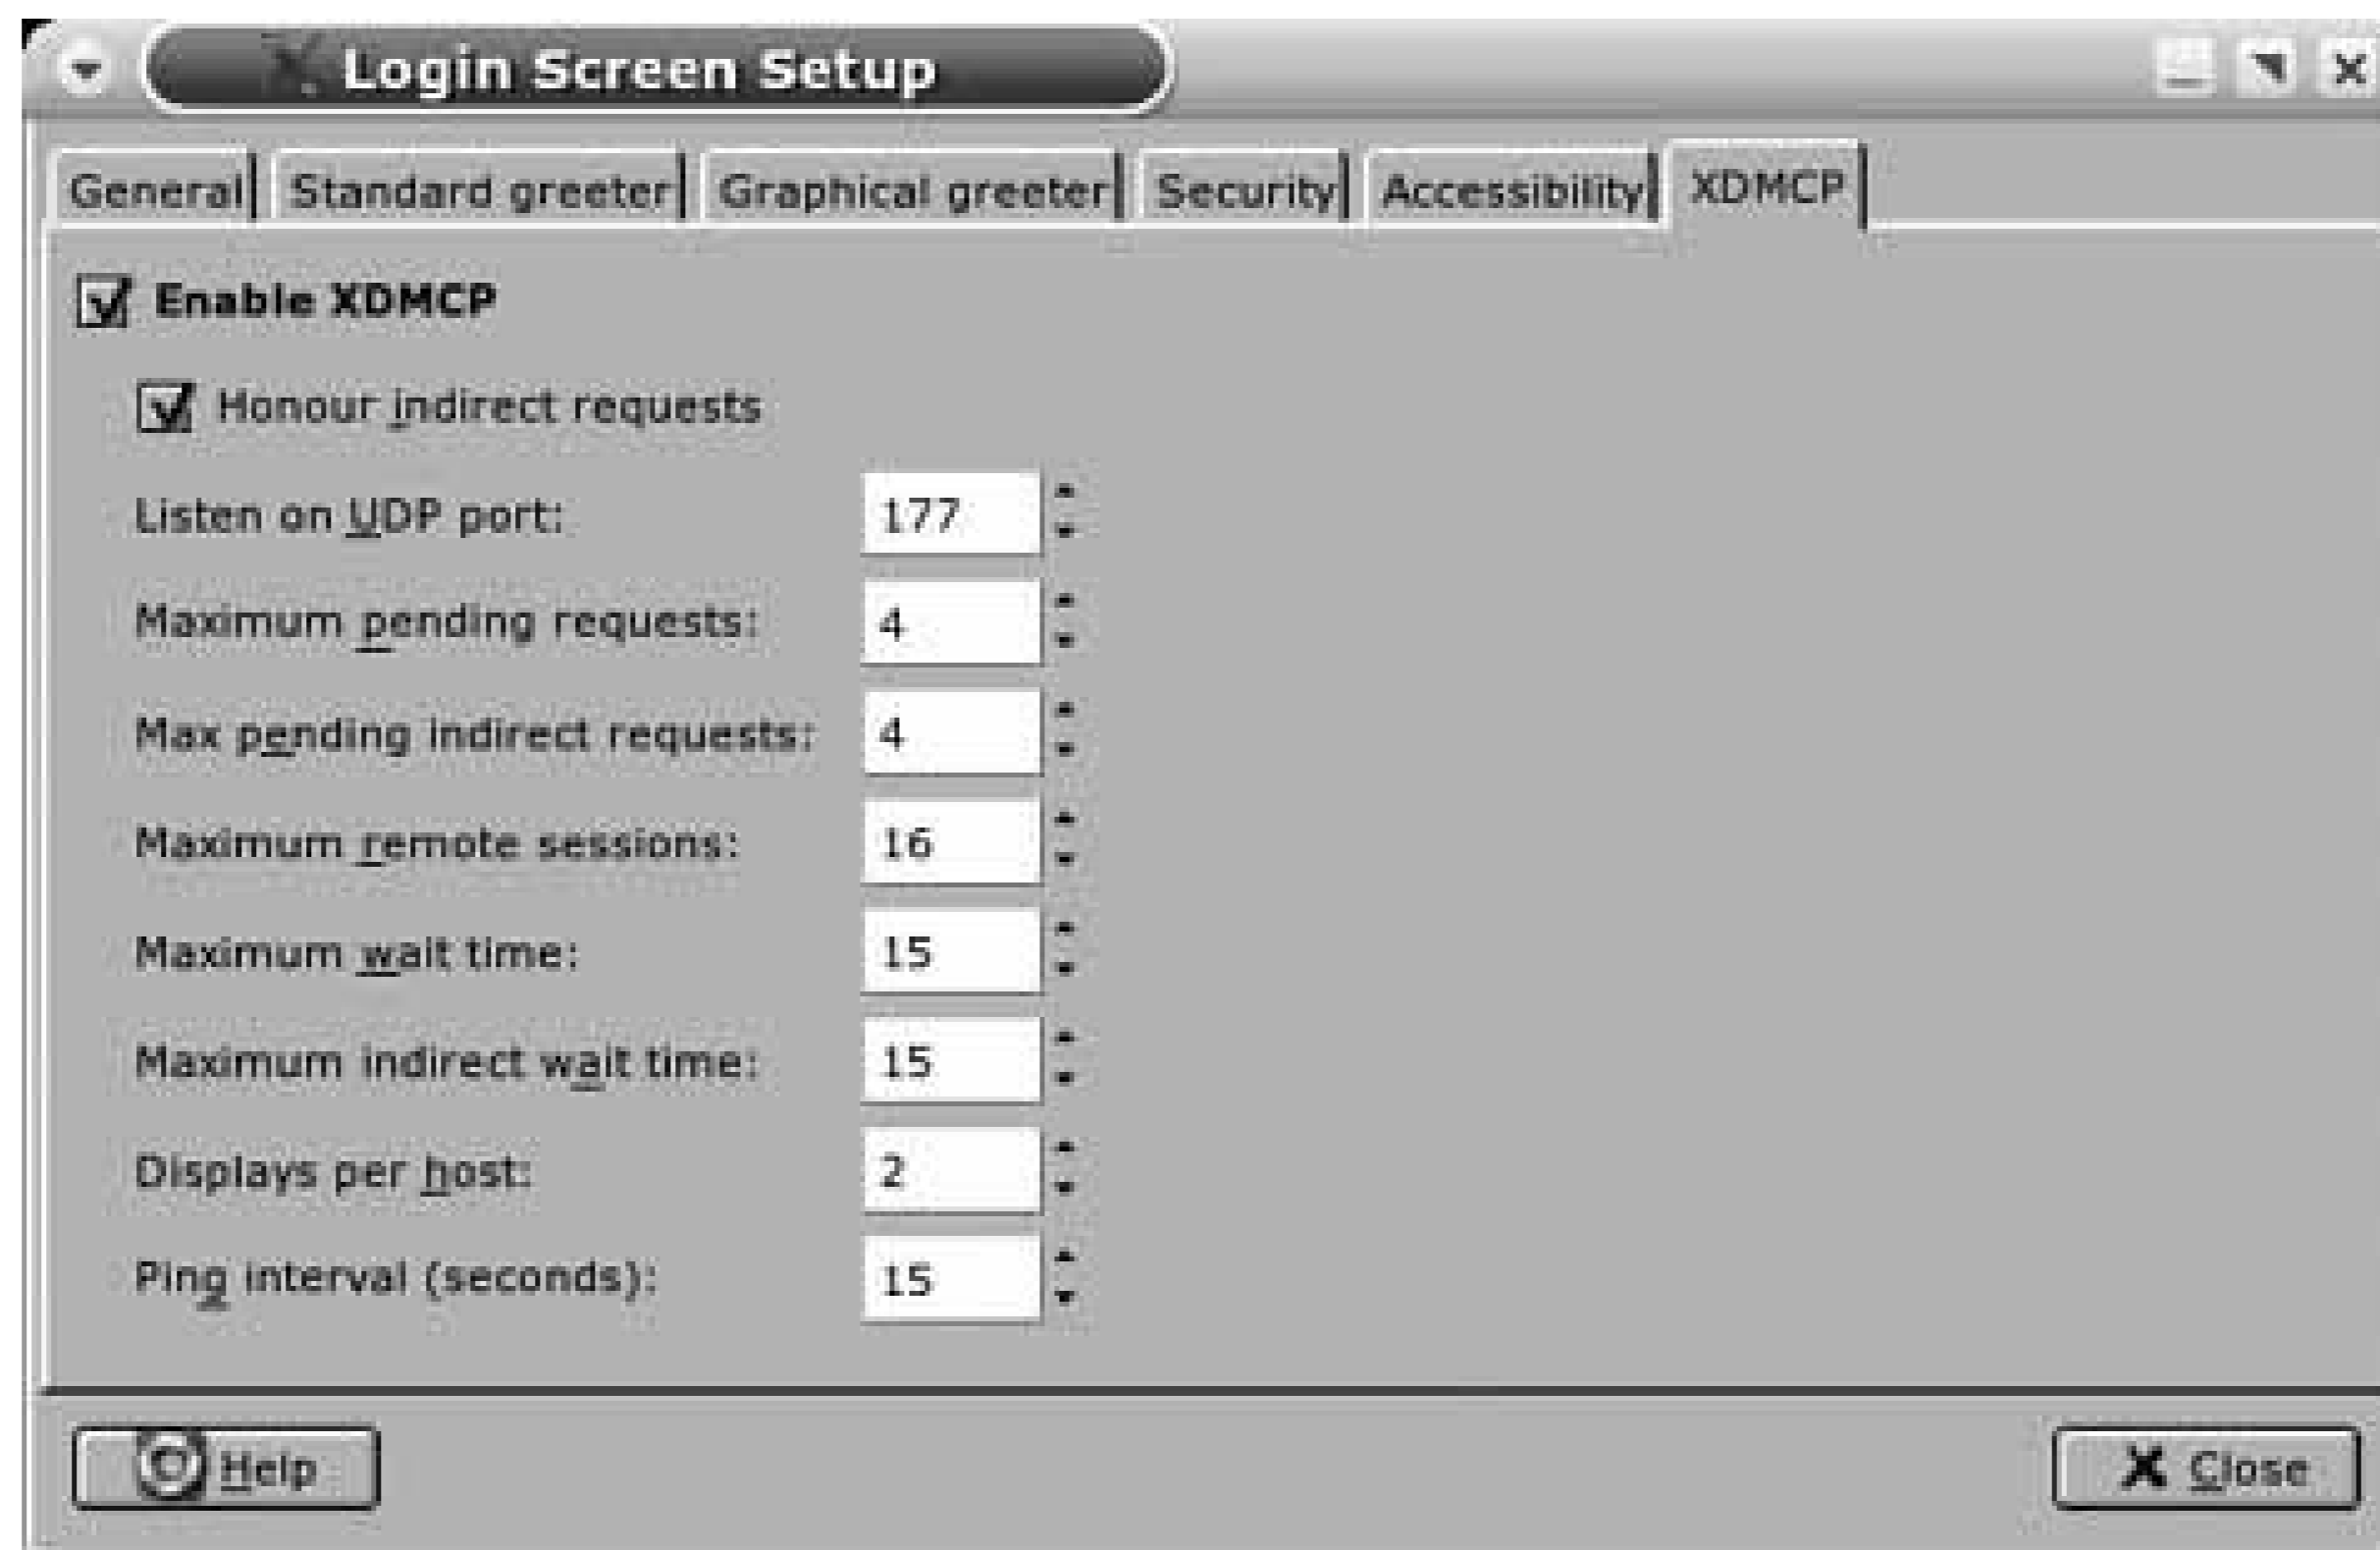 Login Screen Setup
General Standard greeter Graphical greeter Security Accessibility XDMCP
Enable XDMCP
Honour indirect requests
Listen on UDP port: 177
Maximum pending requests: 4
Max pending indirect requests: 4
Maximum remote sessions: 16
Maximum wait time: 15
Maximum indirect wait time: 15
Displays per host: 2
Ping interval (seconds): 15
Help Close